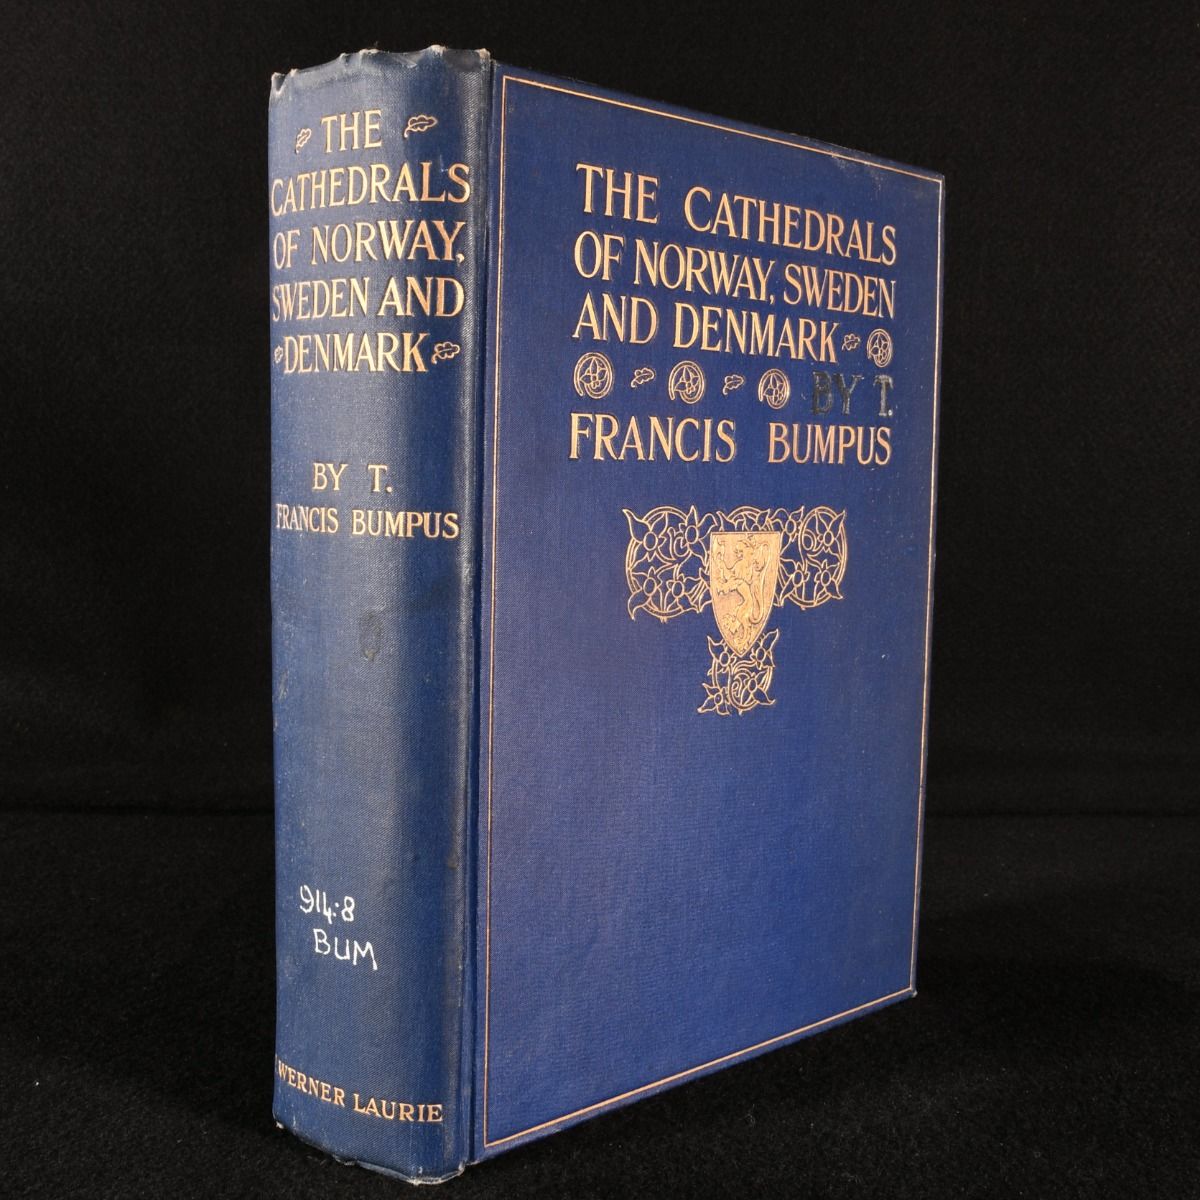 THE
CATHEDRALS
OF NORWAY,
SWEDEN AND
DENMARK
BY T.
FRANCIS BUMPUS
914:8
BUM
WERNER LAURIE
THE CATHEDRALS
OF NORWAY, SWEDEN
AND DENMARK
BY T.
FRANCIS BUMPUS